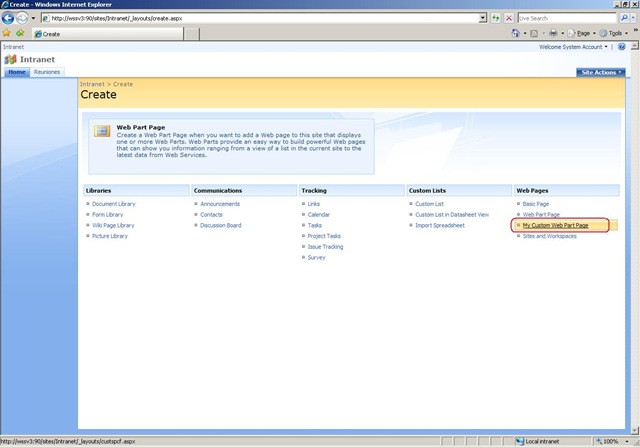 Create - Windows Internet Explorer
http://wssv3:90/sites/Intranet/_layouts/create.aspx
Live Search
Create
Page
Tools
Intranet
Welcome System Account
Intranet
Home
Reuniones
Site Actions
Intranet > Create
Create
Web Part Page
Create a Web Part Page when you want to add a Web page to this site that displays
one or more Web Parts. Web Parts provide an easy way to build powerful Web pages
that can show you information ranging from a view of a list in the current site to the
latest data from Web Services.
Libraries
Document Library
Form Library
Wiki Page Library
Picture Library
Communications
Announcements
Contacts
Discussion Board
Tracking
Links
Calendar
Tasks
Project Tasks
Issue Tracking
Survey
Custom Lists
Custom List
Custom List in Datasheet View
Import Spreadsheet
Web Pages
Basic Page
Web Part Page
My Custom Web Part Page
Sites and Workspaces
http://wssv3:90/sites/Intranet/_layouts/custspcf.aspx
Local intranet
100%